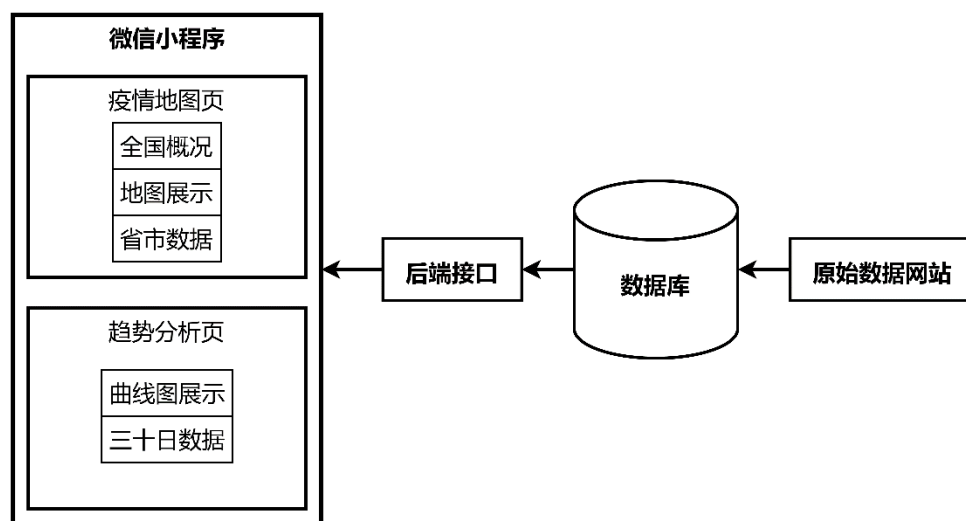 微信小程序
疫情地图页
全国概况
地图展示
省市数据
趋势分析页
曲线图展示
三十日数据
后端接口
数据库
原始数据网站